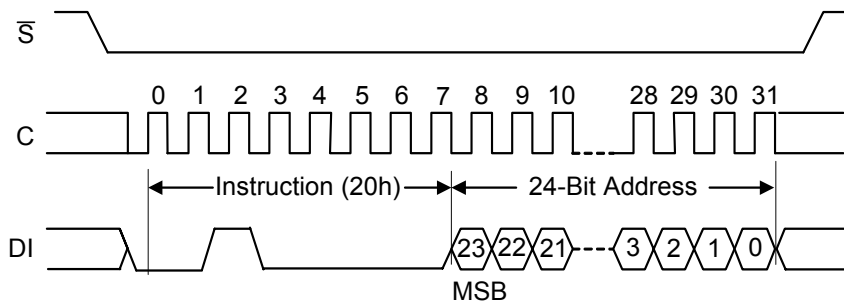 S
0 1 2 3 4 5 6 7 8 9 10 28 29 30 31
C
Instruction (20h) 24-Bit Address
DI 23 22 21 3 2 1 0
MSB